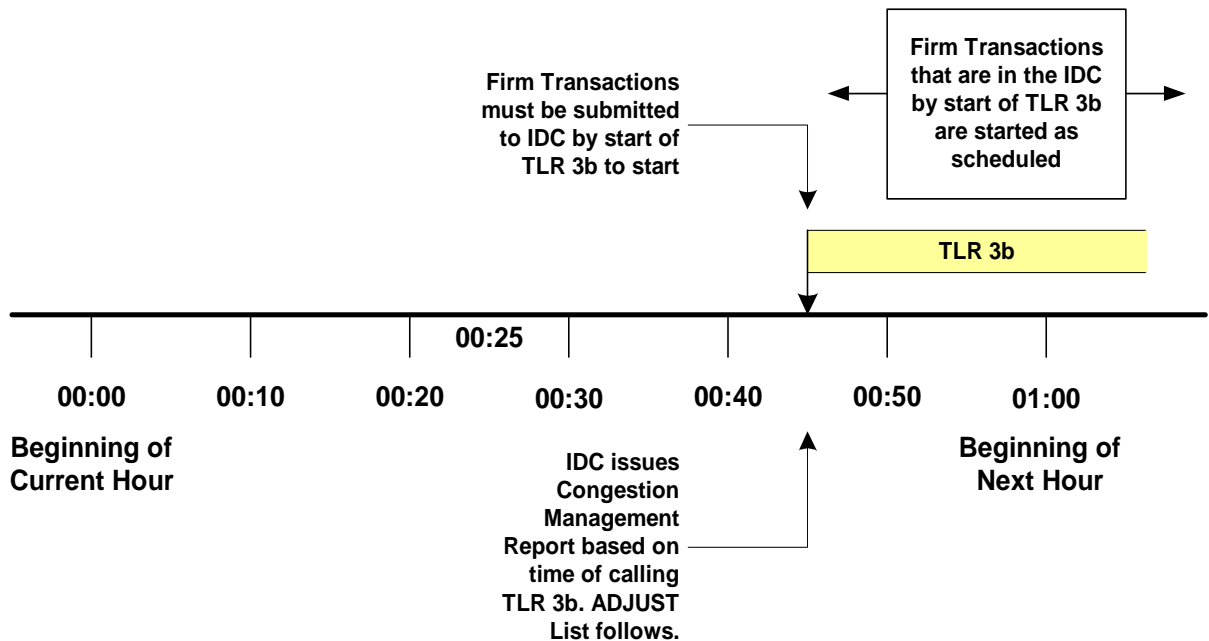 Firm Transactions
must be submitted
to IDC by start of
TLR 3b to start
Firm Transactions
that are in the IDC
by start of TLR 3b
are started as
scheduled
TLR 3b
00:25
00:00
00:10
00:20
00:30
00:40
00:50
01:00
Beginning of
Current Hour
IDC issues
Congestion
Management
Report based on
time of calling
TLR 3b. ADJUST
List follows.
Beginning of
Next Hour